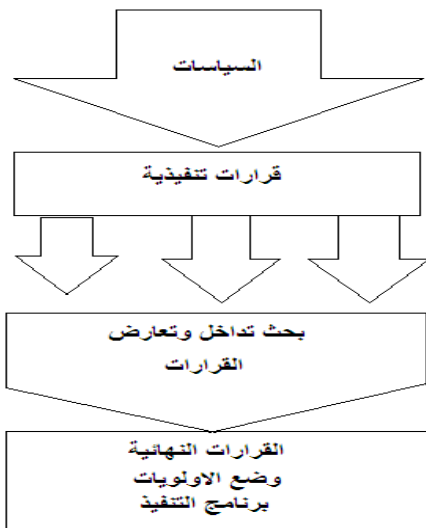 السياسات
قرارات تنفيذية
بحث تداخل وتعارض
القرارات
القرارات النهائية
وضع الاولويات
برنامج التنفيذ